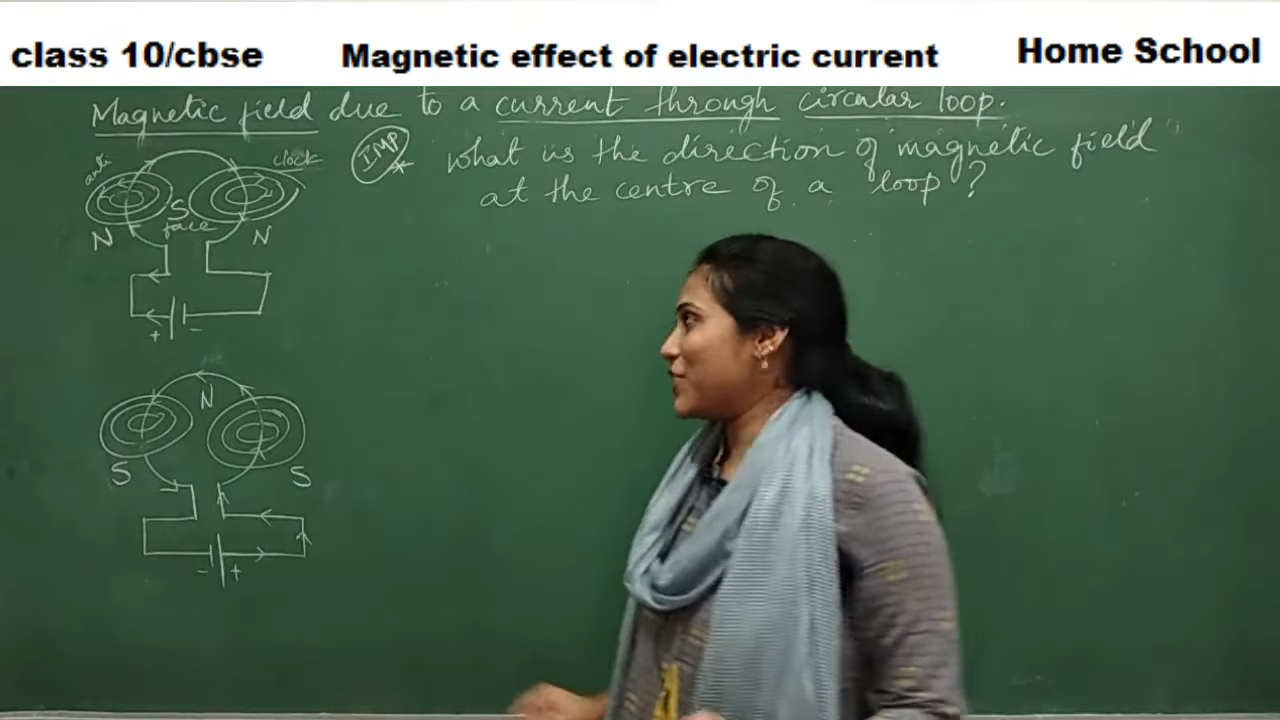 class 10/cbse Magnetic effect of electric current Home School
Magnetic field due to a current through circular loop.
IMP * what is the direction of magnetic field
at the centre of a loop?
anti clock
S
face
N N
+ -
N
S S
- +